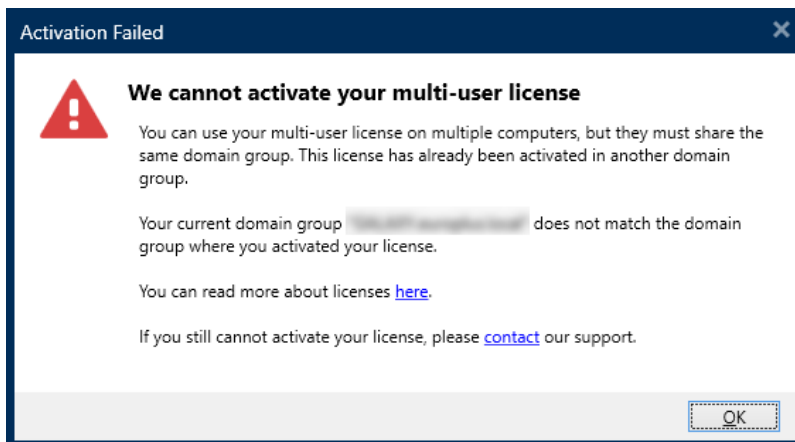 Activation Failed
We cannot activate your multi-user license
You can use your multi-user license on multiple computers, but they must share the
same domain group. This license has already been activated in another domain
group.
Your current domain group does not match the domain
group where you activated your license.
You can read more about licenses here.
If you still cannot activate your license, please contact our support.
OK